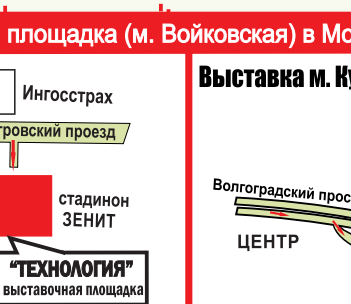 площадка (м. Войковская) в Мо
Выставка м. Ку
Ингосстрах
тровский проезд
стадинон
ЗЕНИТ
"ТЕХНОЛОГИЯ"
выставочная площадка
Волгоградский прос
ЦЕНТР